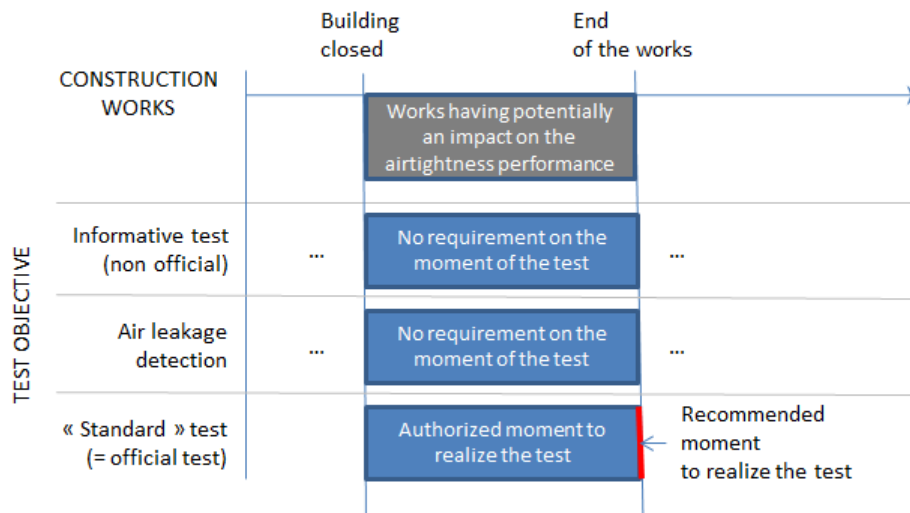 Building
closed
End
of the works
CONSTRUCTION
WORKS
Works having potentially
an impact on the
airtightness performance
TEST OBJECTIVE
Informative test
(non official)
...
No requirement on the
moment of the test
...
Air leakage
detection
...
No requirement on the
moment of the test
...
« Standard » test
(= official test)
Authorized moment to
realize the test
Recommended
moment
to realize the test